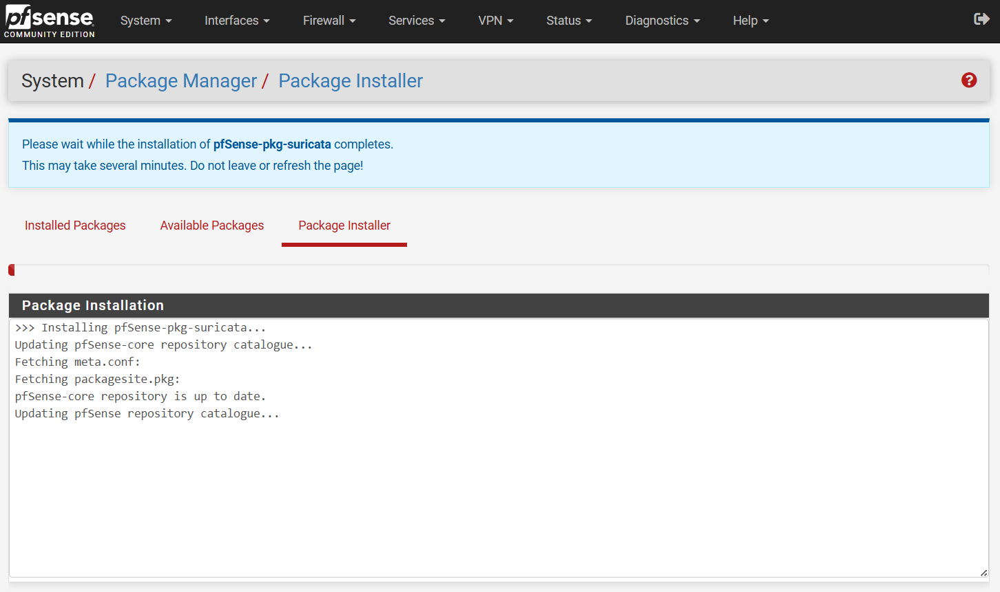 pfsense
COMMUNITY EDITION
System
Interfaces
Firewall
Services
VPN
Status
Diagnostics
Help
System / Package Manager / Package Installer
?
Please wait while the installation of pfSense-pkg-suricata completes.
This may take several minutes. Do not leave or refresh the page!
Installed Packages
Available Packages
Package Installer
Package Installation
>>> Installing pfSense-pkg-suricata...
Updating pfSense-core repository catalogue...
Fetching meta.conf:
Fetching packagesite.pkg:
pfSense-core repository is up to date.
Updating pfSense repository catalogue...